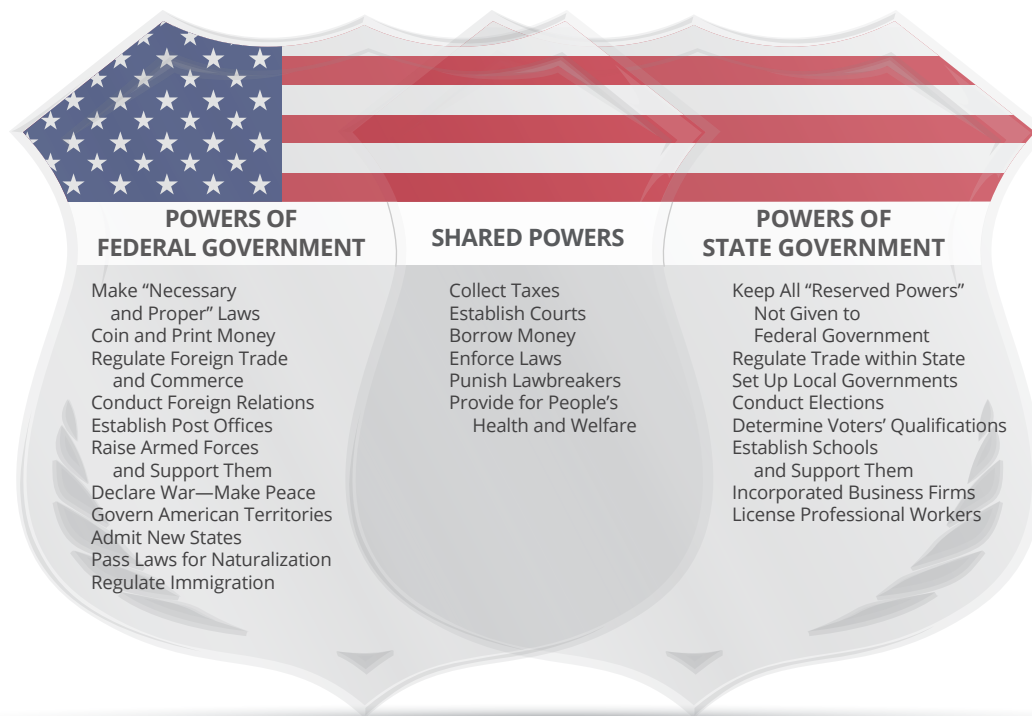 POWERS OF
FEDERAL GOVERNMENT
Make “Necessary
and Proper” Laws
Coin and Print Money
Regulate Foreign Trade
and Commerce
Conduct Foreign Relations
Establish Post Offices
Raise Armed Forces
and Support Them
Declare War—Make Peace
Govern American Territories
Admit New States
Pass Laws for Naturalization
Regulate Immigration
SHARED POWERS
Collect Taxes
Establish Courts
Borrow Money
Enforce Laws
Punish Lawbreakers
Provide for People’s
Health and Welfare
POWERS OF
STATE GOVERNMENT
Keep All “Reserved Powers”
Not Given to
Federal Government
Regulate Trade within State
Set Up Local Governments
Conduct Elections
Determine Voters’ Qualifications
Establish Schools
and Support Them
Incorporated Business Firms
License Professional Workers